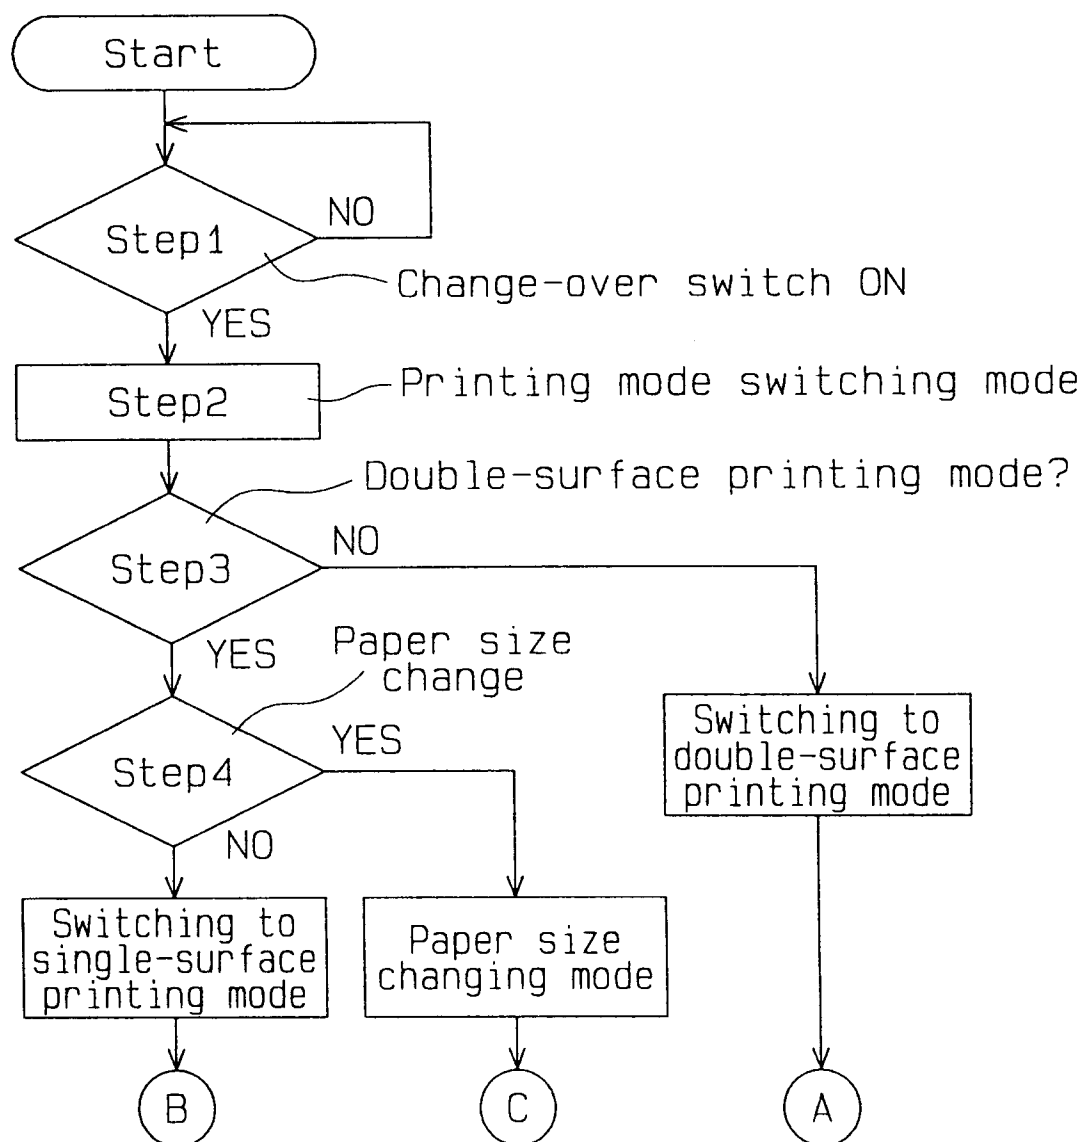 Start
NO
Step1
Change-over switch ON
YES
Step2
Printing mode switching mode
Double-surface printing mode?
NO
Step3
YES
Paper size
change
YES
Step4
NO
Switching to
double-surface
printing mode
Switching to
single-surface
printing mode
Paper size
changing mode
B
C
A